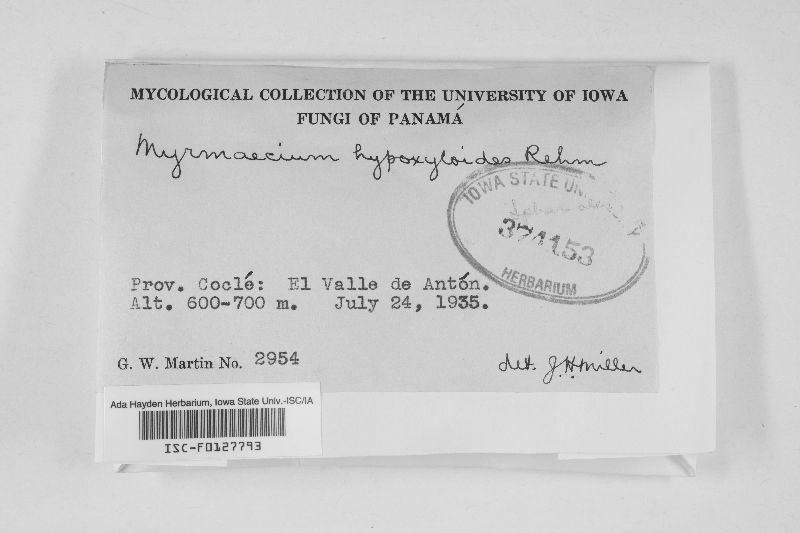 MYCOLOGICAL COLLECTION OF THE UNIVERSITY OF IOWA
FUNGI OF PANAMÁ
Myrmaecium hypoxyloides Rehm
IOWA STATE
374153
HERBARIUM
Prov. Coclé: El Valle de Antón.
Alt. 600-700 m. July 24, 1935.
G. W. Martin No. 2954
det. J.H.Miller
Ada Hayden Herbarium, Iowa State Univ.-ISC/IA
ISC-F0127793